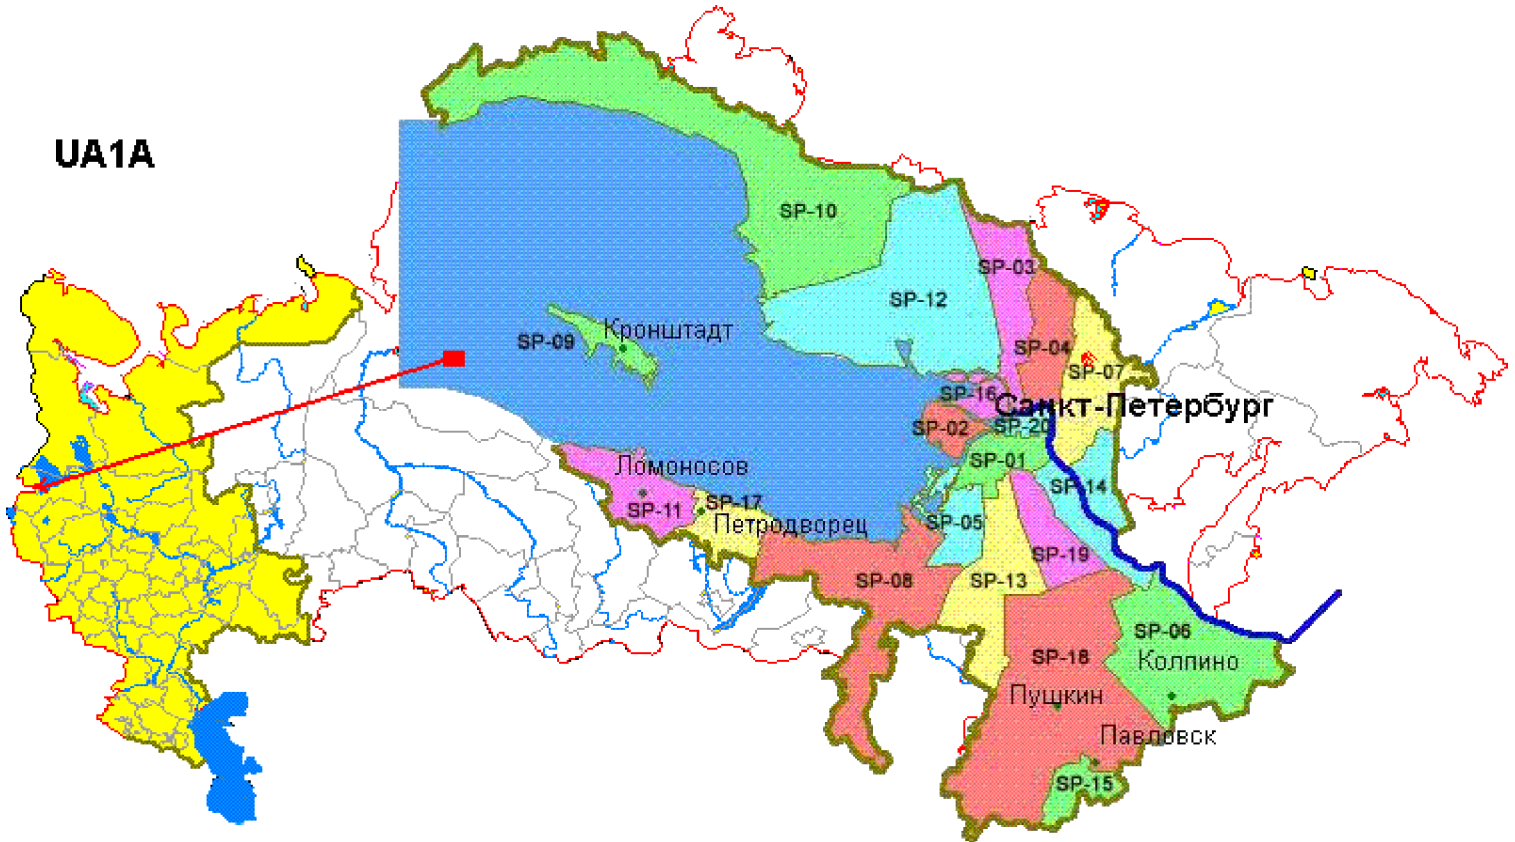 UA1A
SP-10
SP-03
SP-12
SP-09
Кронштадт
SP-04
SP-07
SP-16
Санкт-Петербург
SP-02
SP-20
SP-01
Ломоносов
SP-14
SP-17
SP-11
Петродворец
SP-05
SP-19
SP-08
SP-13
SP-06
SP-18
Колпино
Пушкин
Павловск
SP-15